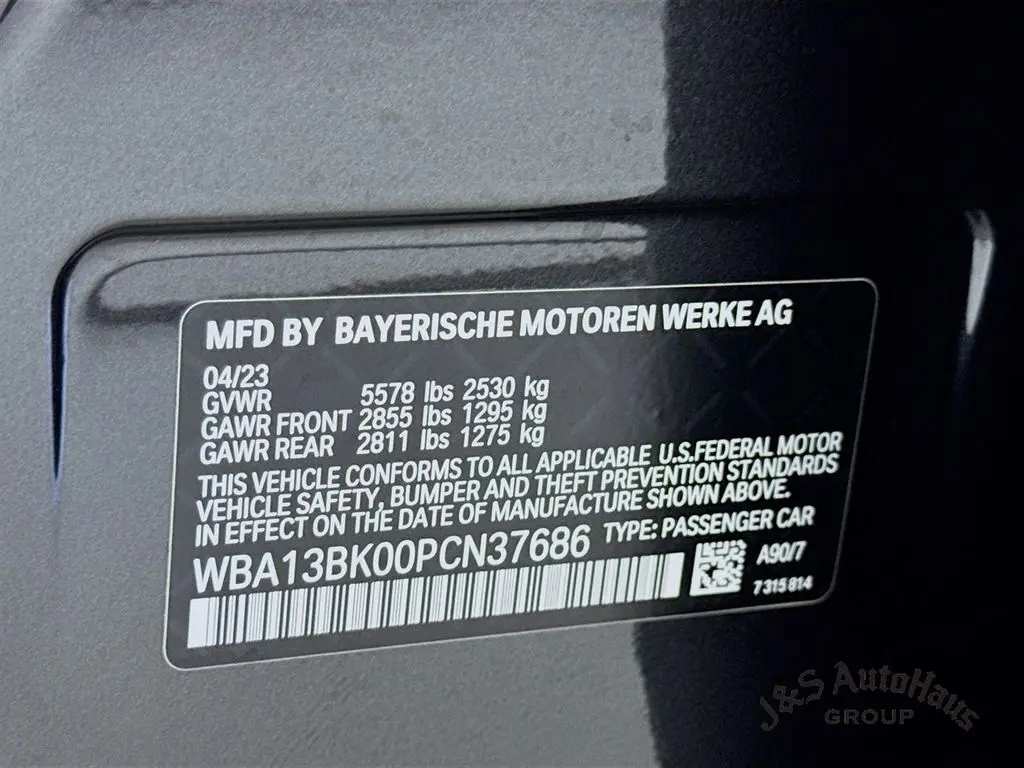 MFD BY BAYERISCHE MOTOREN WERKE AG
04/23
GVWR 5578 lbs 2530 kg
GAWR FRONT 2855 lbs 1295 kg
GAWR REAR 2811 lbs 1275 kg
THIS VEHICLE CONFORMS TO ALL APPLICABLE U.S.FEDERAL MOTOR
VEHICLE SAFETY, BUMPER AND THEFT PREVENTION STANDARDS
IN EFFECT ON THE DATE OF MANUFACTURE SHOWN ABOVE.
WBA13BK00PCN37686 TYPE: PASSENGER CAR
A90/7
7 315 814
J&S AutoHaus
GROUP